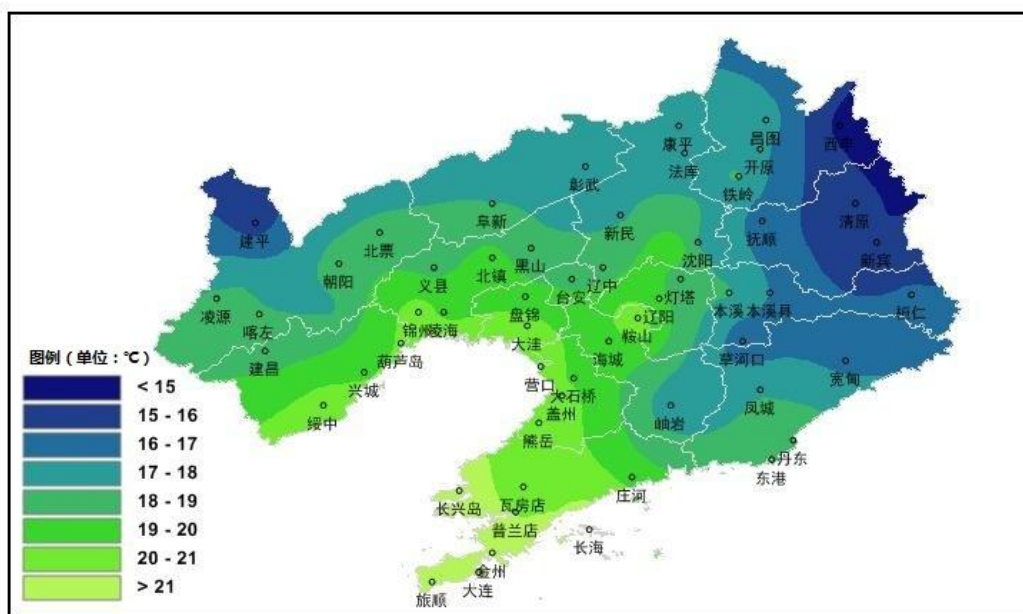 康平
昌图
西丰
法库
开原
彰武
铁岭
阜新
新民
抚顺
清原
建平
北票
沈阳
新宾
朝阳
义县
北镇
黑山
台安
辽中
灯塔
本溪
本溪县
桓仁
凌源
喀左
锦州
凌海
盘锦
辽阳
鞍山
大洼
海城
草河口
建昌
葫芦岛
兴城
营口
大石桥
宽甸
绥中
盖州
岫岩
凤城
熊岳
丹东
东港
长兴岛
瓦房店
庄河
普兰店
长海
金州
大连
旅顺
图例（单位：℃）
< 15
15 - 16
16 - 17
17 - 18
18 - 19
19 - 20
20 - 21
> 21